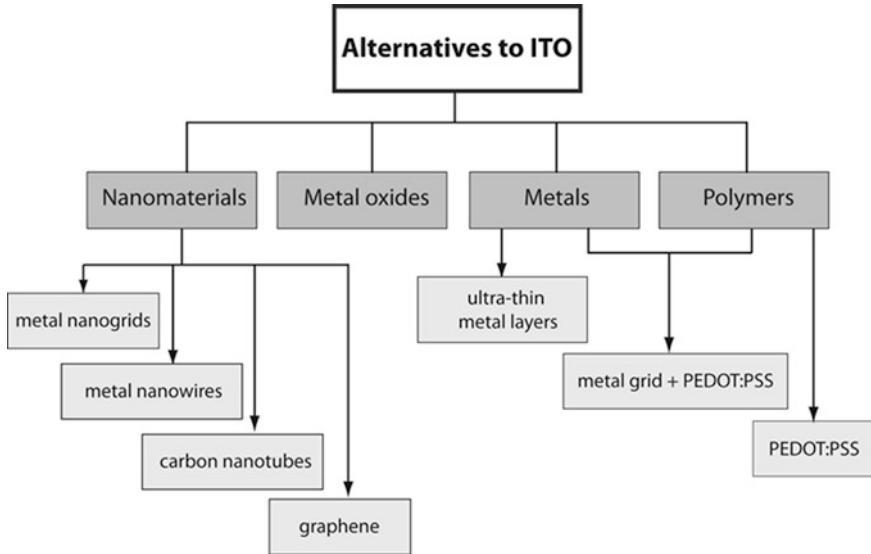 Alternatives to ITO
Nanomaterials
Metal oxides
Metals
Polymers
metal nanogrids
metal nanowires
carbon nanotubes
graphene
ultra-thin
metal layers
metal grid + PEDOT:PSS
PEDOT:PSS